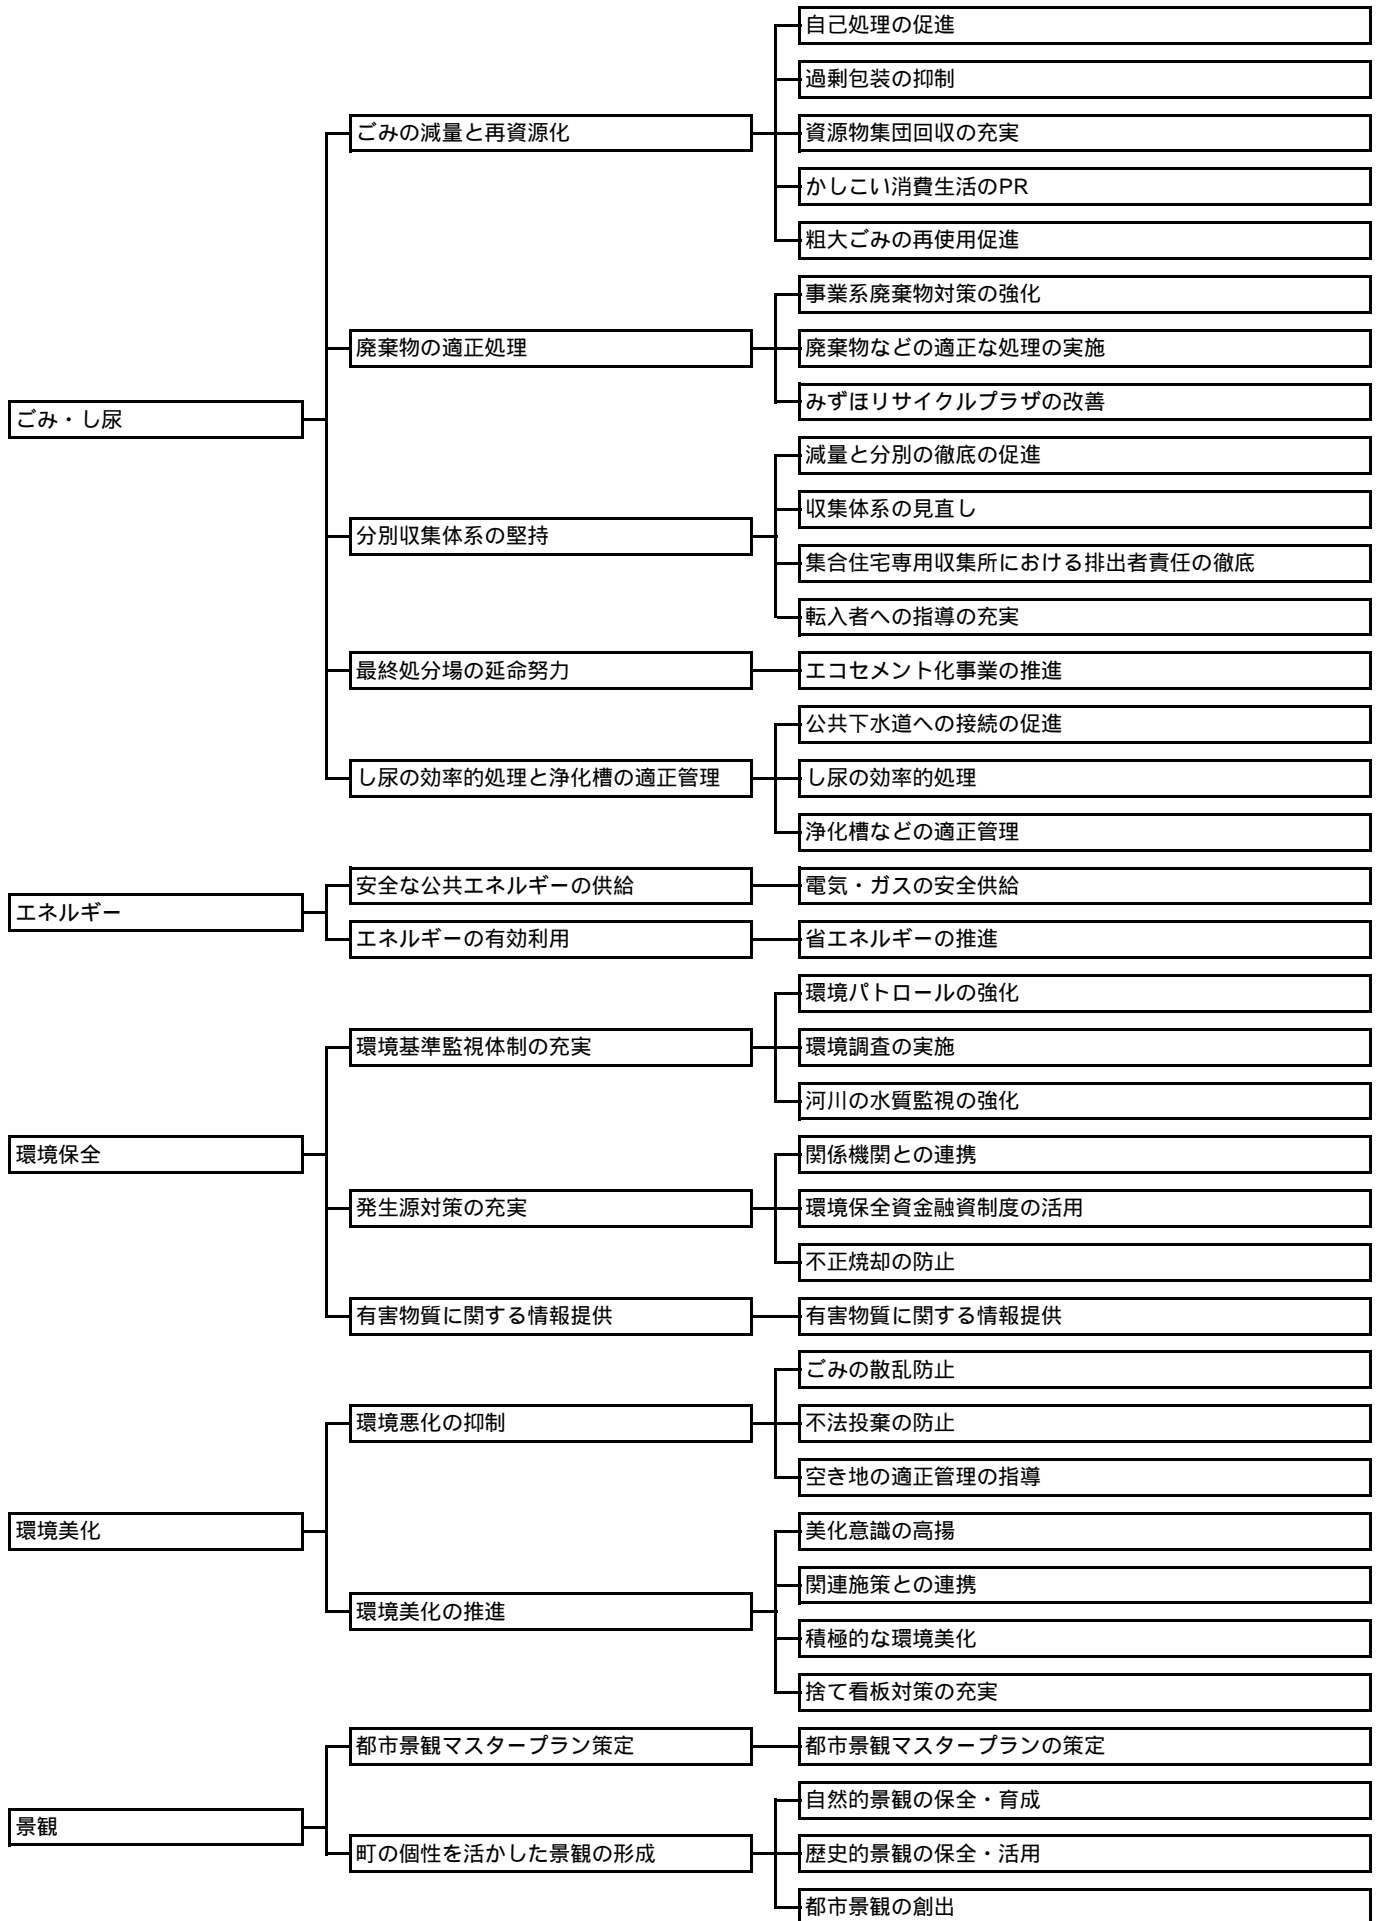 ごみ・し尿
ごみの減量と再資源化
自己処理の促進
過剰包装の抑制
資源物集団回収の充実
かしこい消費生活のPR
粗大ごみの再使用促進
廃棄物の適正処理
事業系廃棄物対策の強化
廃棄物などの適正な処理の実施
みずほリサイクルプラザの改善
分別収集体系の堅持
減量と分別の徹底の促進
収集体系の見直し
集合住宅専用収集所における排出者責任の徹底
転入者への指導の充実
最終処分場の延命努力
エコセメント化事業の推進
し尿の効率的処理と浄化槽の適正管理
公共下水道への接続の促進
し尿の効率的処理
浄化槽などの適正管理
エネルギー
安全な公共エネルギーの供給
電気・ガスの安全供給
エネルギーの有効利用
省エネルギーの推進
環境保全
環境基準監視体制の充実
環境パトロールの強化
環境調査の実施
河川の水質監視の強化
発生源対策の充実
関係機関との連携
環境保全資金融資制度の活用
不正焼却の防止
有害物質に関する情報提供
有害物質に関する情報提供
環境美化
環境悪化の抑制
ごみの散乱防止
不法投棄の防止
空き地の適正管理の指導
環境美化の推進
美化意識の高揚
関連施策との連携
積極的な環境美化
捨て看板対策の充実
景観
都市景観マスタープラン策定
都市景観マスタープランの策定
町の個性を活かした景観の形成
自然的景観の保全・育成
歴史的景観の保全・活用
都市景観の創出